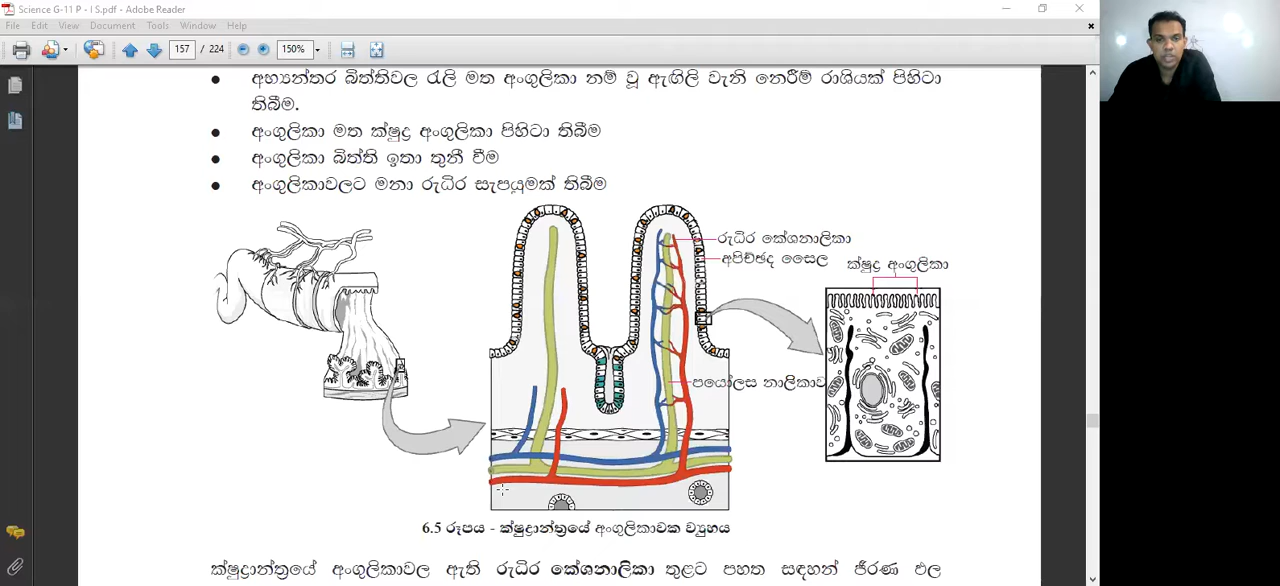 Science G-11 P - I S.pdf - Adobe Reader
File Edit View Document Tools Window Help
157 / 224 150%
අභ්‍යන්තර බිත්තිවල රැලි මත අංගුලිකා නම් වූ ඇඟිලි වැනි නෙරීම් රාශියක් පිහිටා
තිබීම.
අංගුලිකා මත ක්ෂුද්‍ර අංගුලිකා පිහිටා තිබීම
අංගුලිකා බිත්ති ඉතා තුනී වීම
අංගුලිකාවලට මනා රුධිර සැපයුමක් තිබීම
රුධිර කේශනාලිකා
අපිච්ඡද සෛල
ක්ෂුද්‍ර අංගුලිකා
පයෝලස නාලිකාව
6.5 රූපය - ක්ෂුද්‍රාන්ත්‍රයේ අංගුලිකාවක ව්‍යුහය
ක්ෂුද්‍රාන්ත්‍රයේ අංගුලිකාවල ඇති රුධිර කේශනාලිකා තුළට පහත සඳහන් ජීරණ ඵල